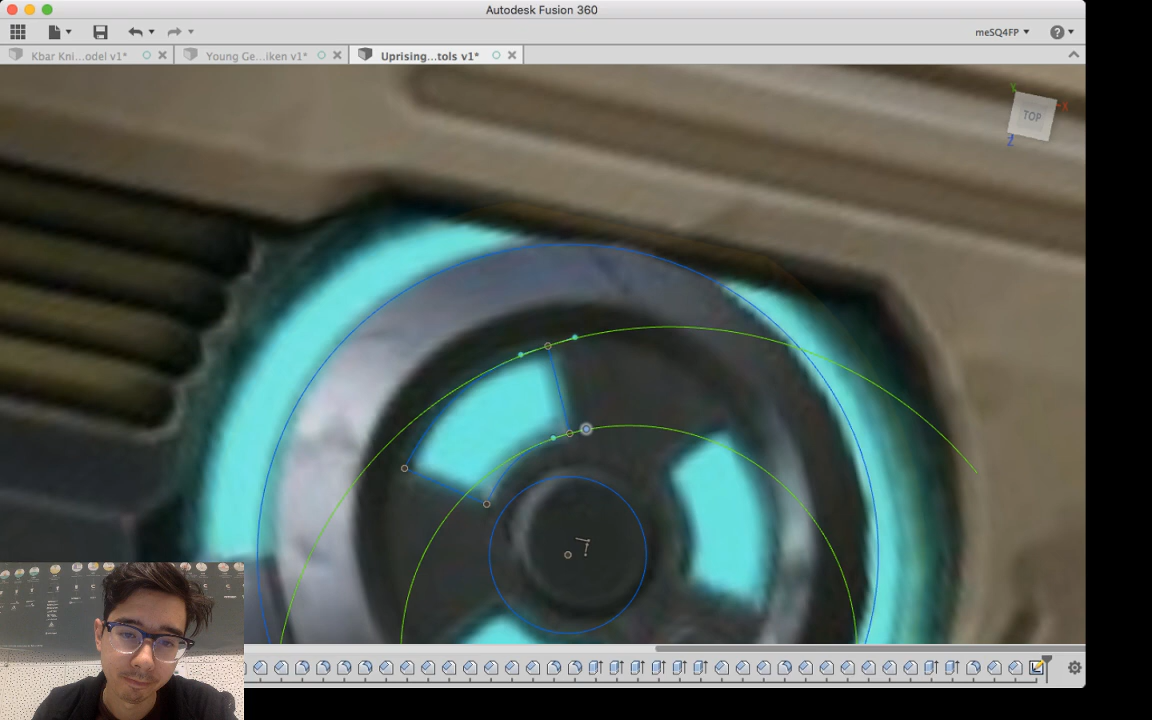 Autodesk Fusion 360
meSQ4FP
Kbar Kni...odel v1*
Young Ge...iken v1*
Uprising...tols v1*
TOP
X
Z